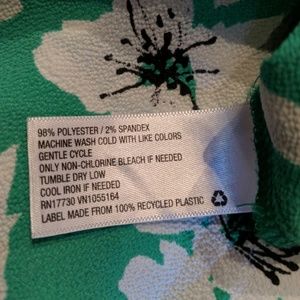 98% POLYESTER / 2% SPANDEX
MACHINE WASH COLD WITH LIKE COLORS
GENTLE CYCLE
ONLY NON-CHLORINE BLEACH IF NEEDED
TUMBLE DRY LOW
COOL IRON IF NEEDED
RN17730 VN1055164
LABEL MADE FROM 100% RECYCLED PLASTIC